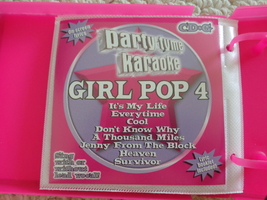 CD+G
party tyme
karaoke
GIRL POP 4
It's My Life
Everytime
Cool
Don't Know Why
A Thousand Miles
Jenny From The Block
Heaven
Survivor